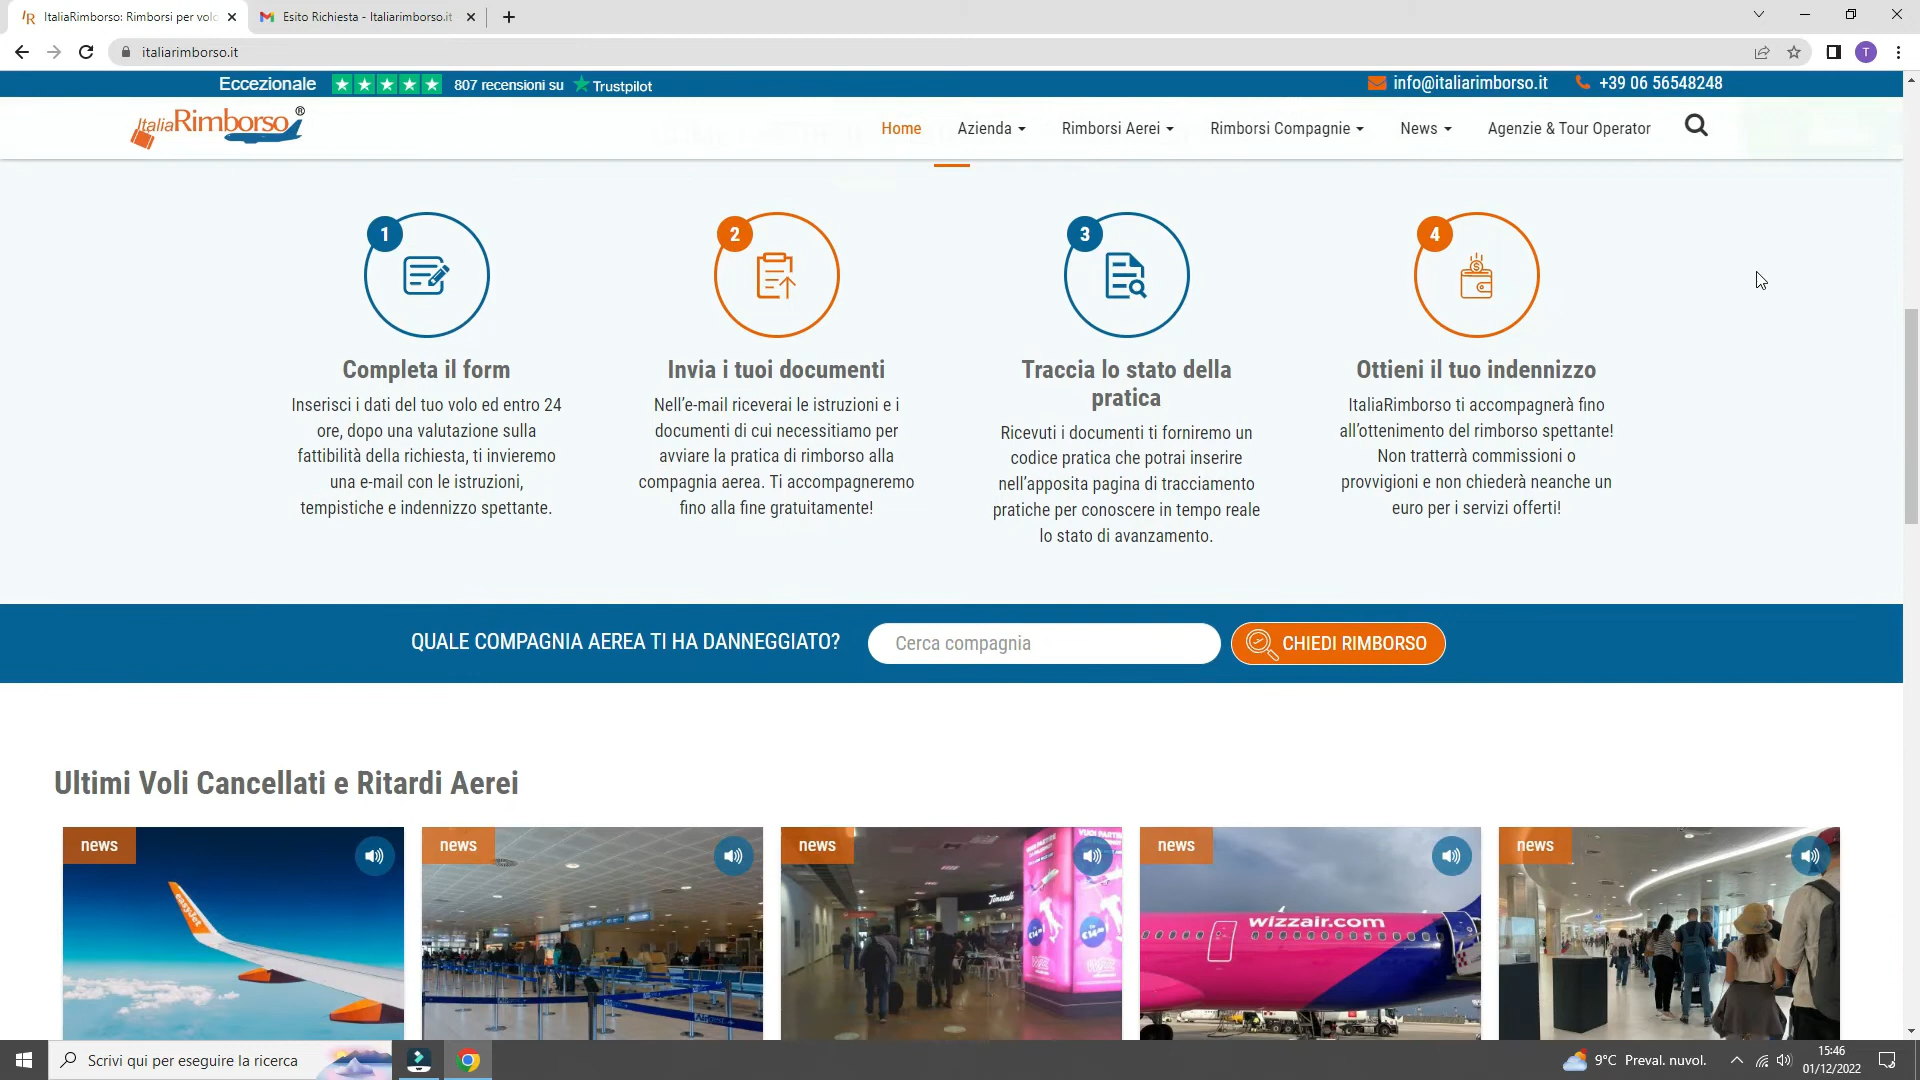 ItaliaRimborso: Rimborsi per volo
Esito Richiesta - Italiarimborso.it
italiarimborso.it
T
Eccezionale
807 recensioni su
Trustpilot
info@italiarimborso.it
+39 06 56548248
ItaliaRimborso®
Home
Azienda
Rimborsi Aerei
Rimborsi Compagnie
News
Agenzie & Tour Operator
1
2
3
4
Completa il form
Inserisci i dati del tuo volo ed entro 24
ore, dopo una valutazione sulla
fattibilità della richiesta, ti invieremo
una e-mail con le istruzioni,
tempistiche e indennizzo spettante.
Invia i tuoi documenti
Nell'e-mail riceverai le istruzioni e i
documenti di cui necessitiamo per
avviare la pratica di rimborso alla
compagnia aerea. Ti accompagneremo
fino alla fine gratuitamente!
Traccia lo stato della
pratica
Ricevuti i documenti ti forniremo un
codice pratica che potrai inserire
nell'apposita pagina di tracciamento
pratiche per conoscere in tempo reale
lo stato di avanzamento.
Ottieni il tuo indennizzo
ItaliaRimborso ti accompagnerà fino
all'ottenimento del rimborso spettante!
Non tratterrà commissioni o
provvigioni e non chiederà neanche un
euro per i servizi offerti!
QUALE COMPAGNIA AEREA TI HA DANNEGGIATO?
Cerca compagnia
CHIEDI RIMBORSO
Ultimi Voli Cancellati e Ritardi Aerei
news
news
news
news
news
easyJet
wizzair.com
Scrivi qui per eseguire la ricerca
9°C Preval. nuvol.
15:46
01/12/2022